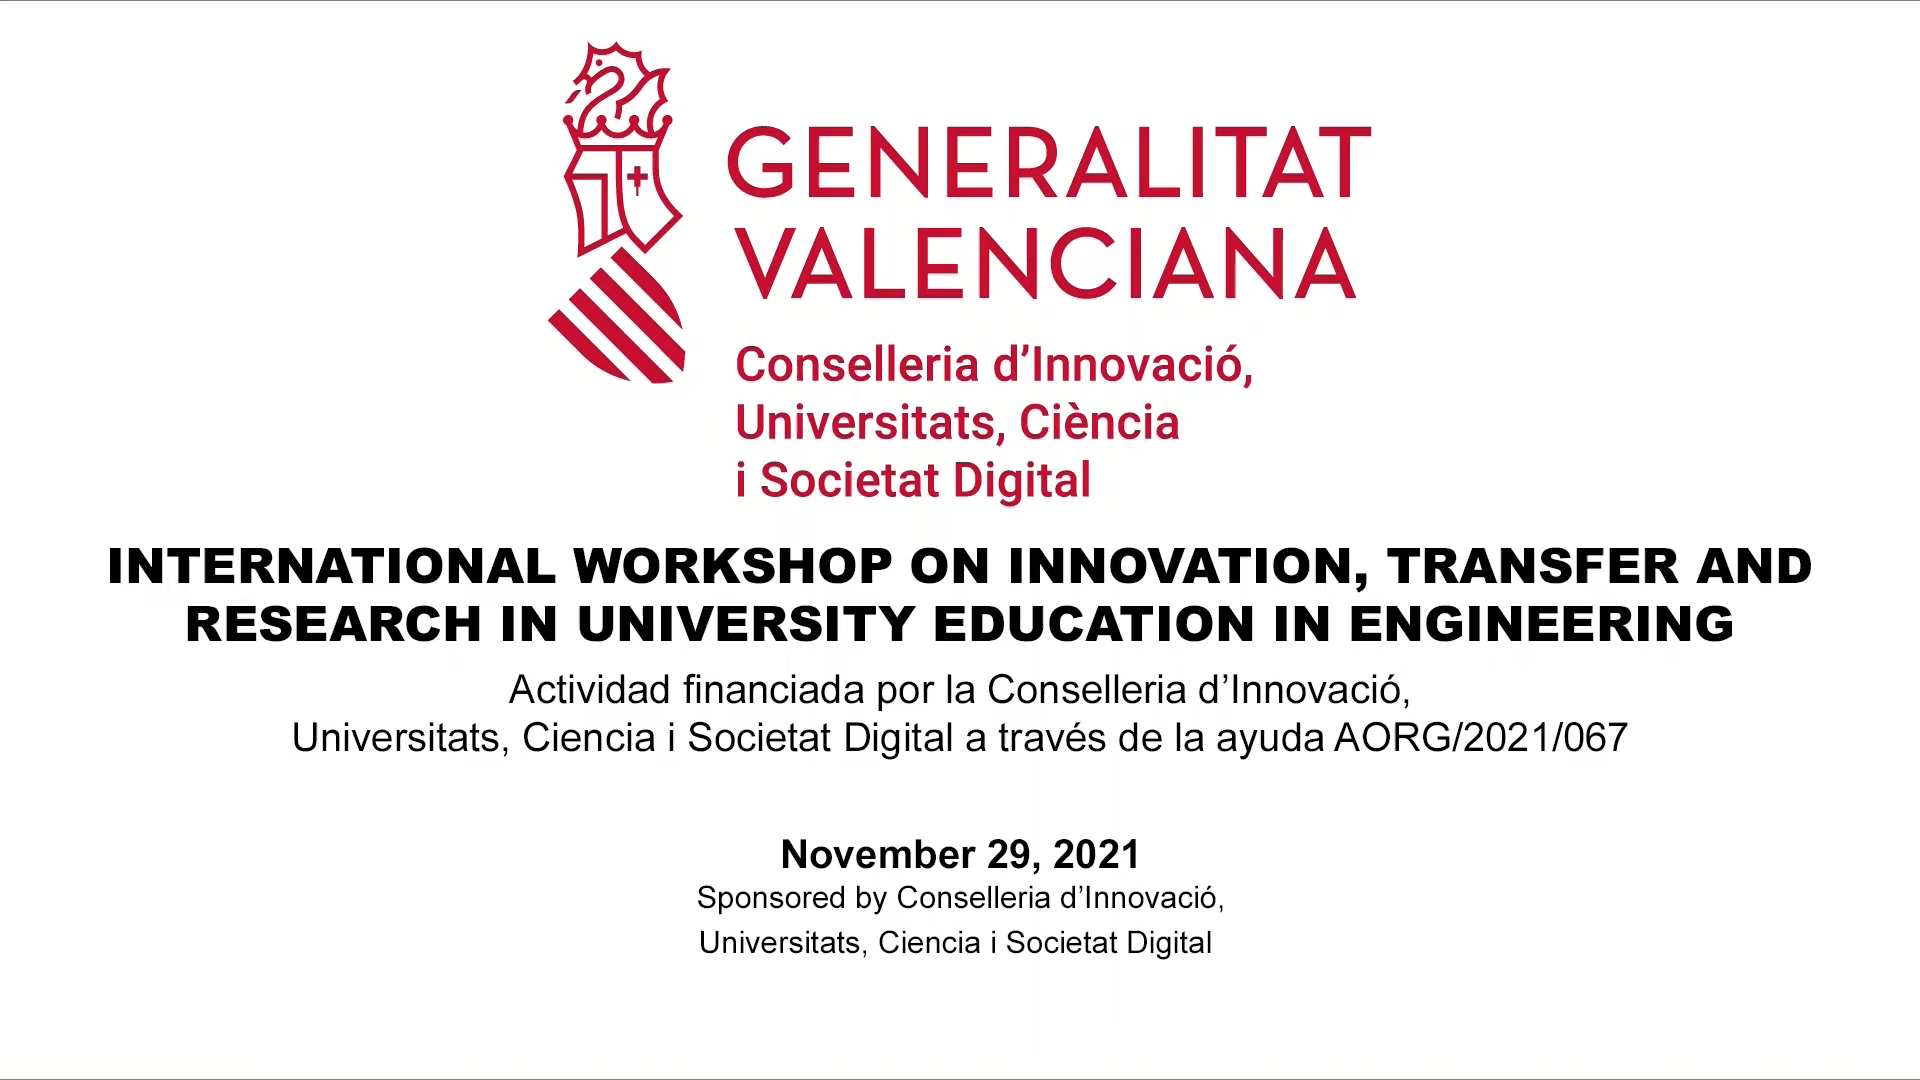 GENERALITAT
VALENCIANA
Conselleria d’Innovació,
Universitats, Ciència
i Societat Digital
INTERNATIONAL WORKSHOP ON INNOVATION, TRANSFER AND
RESEARCH IN UNIVERSITY EDUCATION IN ENGINEERING
Actividad financiada por la Conselleria d’Innovació,
Universitats, Ciencia i Societat Digital a través de la ayuda AORG/2021/067
November 29, 2021
Sponsored by Conselleria d’Innovació,
Universitats, Ciencia i Societat Digital